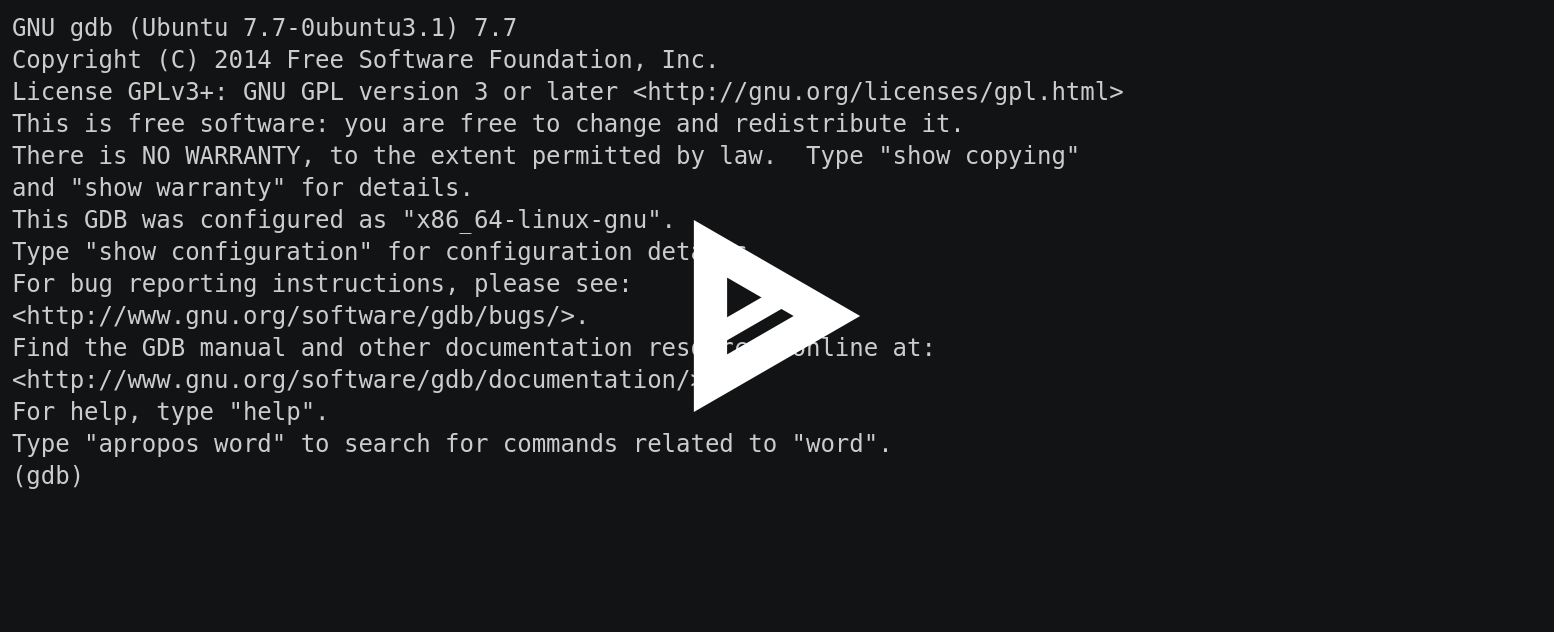 GNU gdb (Ubuntu 7.7-0ubuntu3.1) 7.7
Copyright (C) 2014 Free Software Foundation, Inc.
License GPLv3+: GNU GPL version 3 or later <http://gnu.org/licenses/gpl.html>
This is free software: you are free to change and redistribute it.
There is NO WARRANTY, to the extent permitted by law.  Type "show copying"
and "show warranty" for details.
This GDB was configured as "x86_64-linux-gnu".
Type "show configuration" for configuration
For bug reporting instructions, please see:
<http://www.gnu.org/software/gdb/bugs/>.
Find the GDB manual and other documentation online at:
<http://www.gnu.org/software/gdb/documentation/>
For help, type "help".
Type "apropos word" to search for commands related to "word".
(gdb)